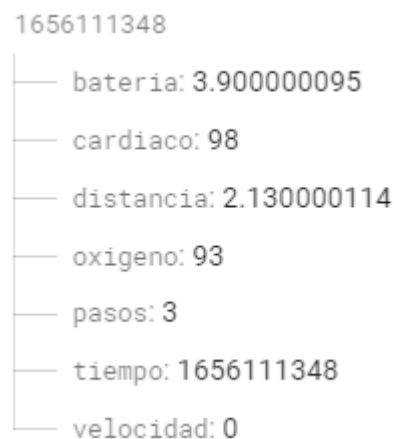 1656111348
bateria: 3.900000095
cardiaco: 98
distancia: 2.130000114
oxigeno: 93
pasos: 3
tiempo: 1656111348
velocidad: 0